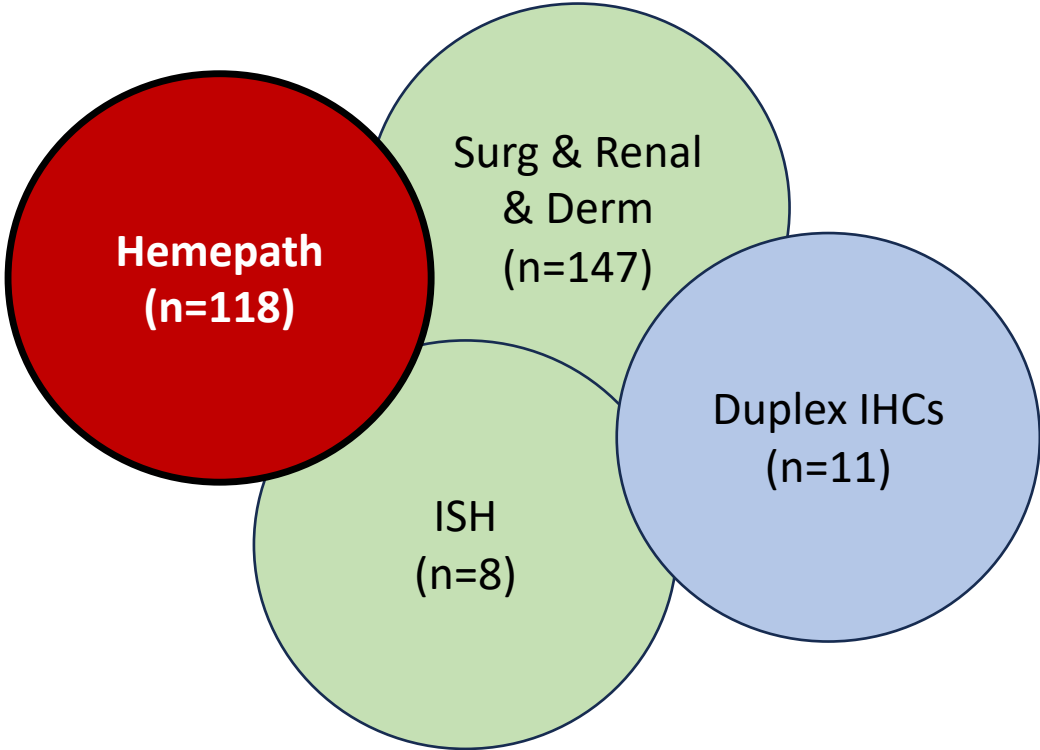 Surg & Renal
& Derm
(n=147)
Hemepath
(n=118)
Duplex IHCs
(n=11)
ISH
(n=8)